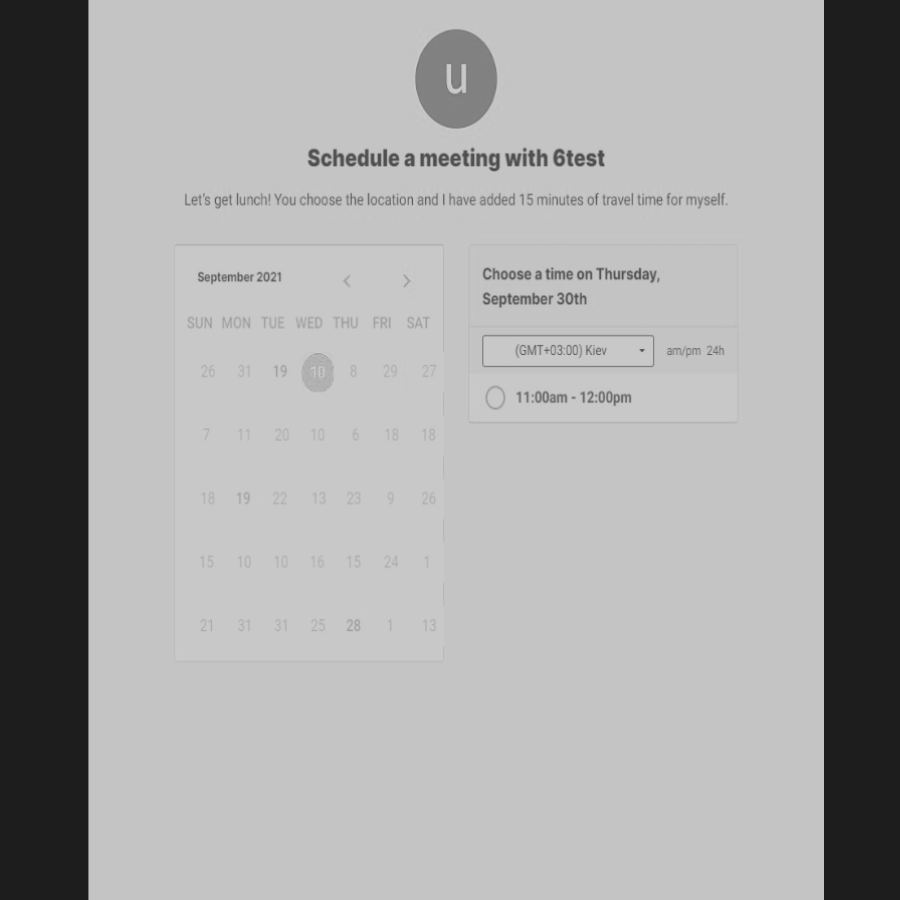 u
Schedule a meeting with 6test
Let's get lunch! You choose the location and I have added 15 minutes of travel time for myself.
September 2021
SUN MON TUE WED THU FRI SAT
26 31 19 10 8 29 27
7 11 20 10 6 18 18
18 19 22 13 23 9 26
15 10 10 16 15 24 1
21 31 31 25 28 1 13
Choose a time on Thursday,
September 30th
(GMT+03:00) Kiev am/pm 24h
11:00am - 12:00pm